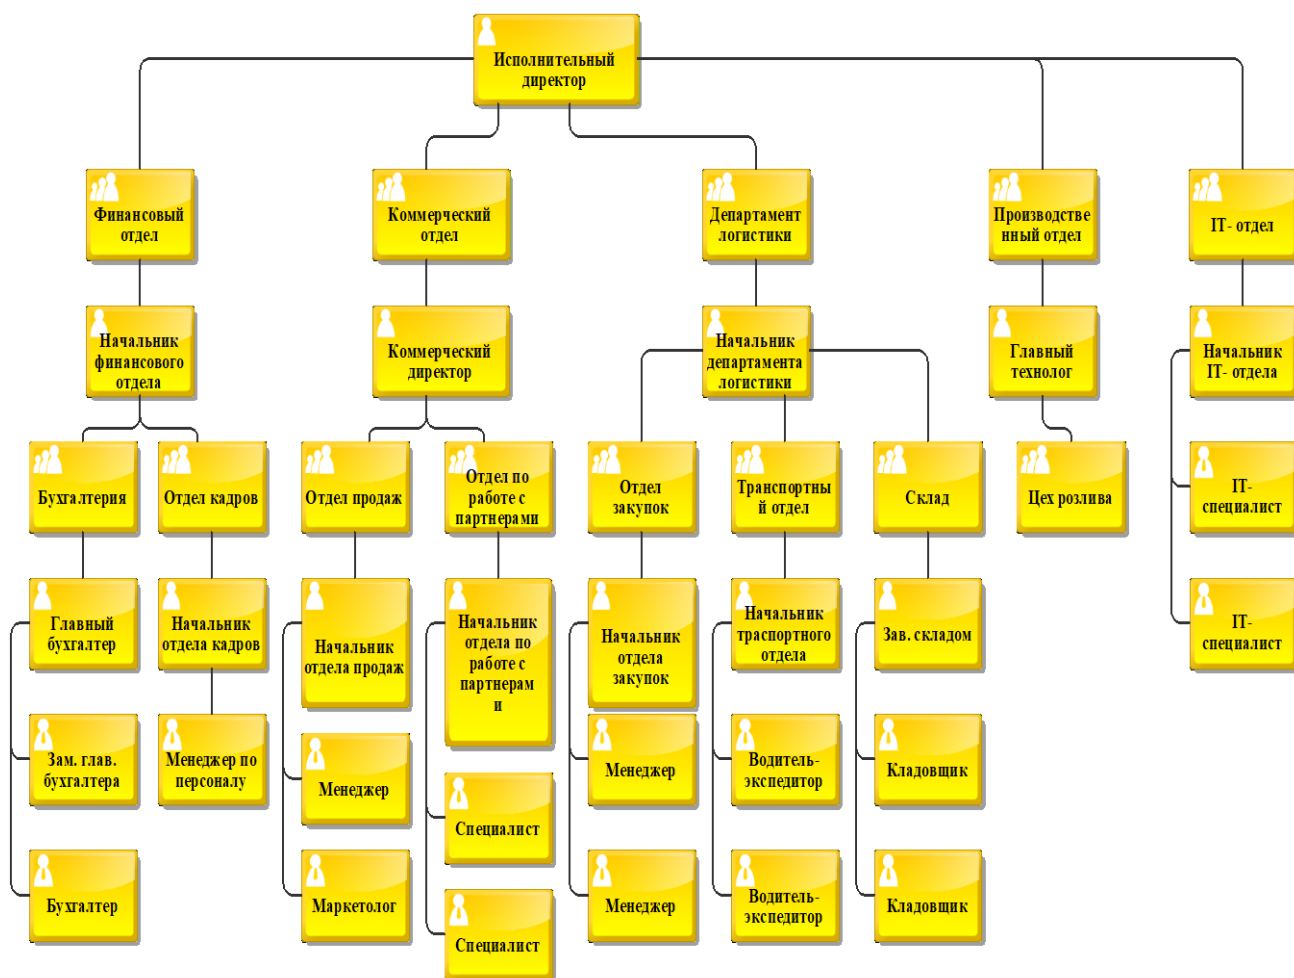 Исполнительный
директор
Финансовый
отдел
Коммерческий
отдел
Департамент
логистики
Производстве
нный отдел
IT- отдел
Начальник
финансового
отдела
Коммерческий
директор
Начальник
департамента
логистики
Главный
технолог
Начальник
IT- отдела
Бухгалтерия
Отдел кадров
Отдел продаж
Отдел по
работе с
партнерами
Отдел
закупок
Транспортны
й отдел
Склад
Цех розлива
IT-
специалист
Главный
бухгалтер
Начальник
отдела кадров
Начальник
отдела продаж
Начальник
отдела по
работе с
партнерам
и
Начальник
отдела
закупок
Начальник
траспортного
отдела
Зав. складом
IT-
специалист
Зам. глав.
бухгалтера
Менеджер по
персоналу
Менеджер
Специалист
Менеджер
Водитель-
экспедитор
Кладовщик
Бухгалтер
Маркетолог
Специалист
Менеджер
Водитель-
экспедитор
Кладовщик